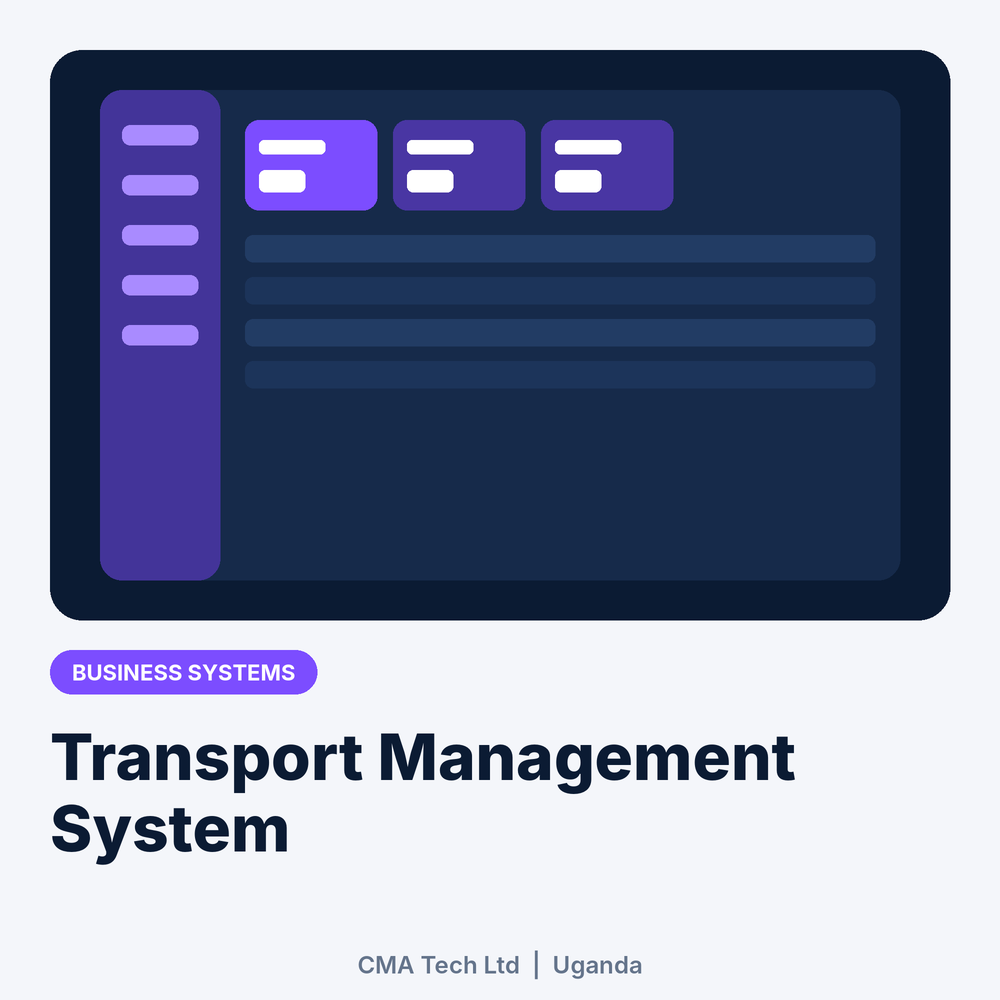 BUSINESS SYSTEMS
Transport Management
System
CMA Tech Ltd | Uganda